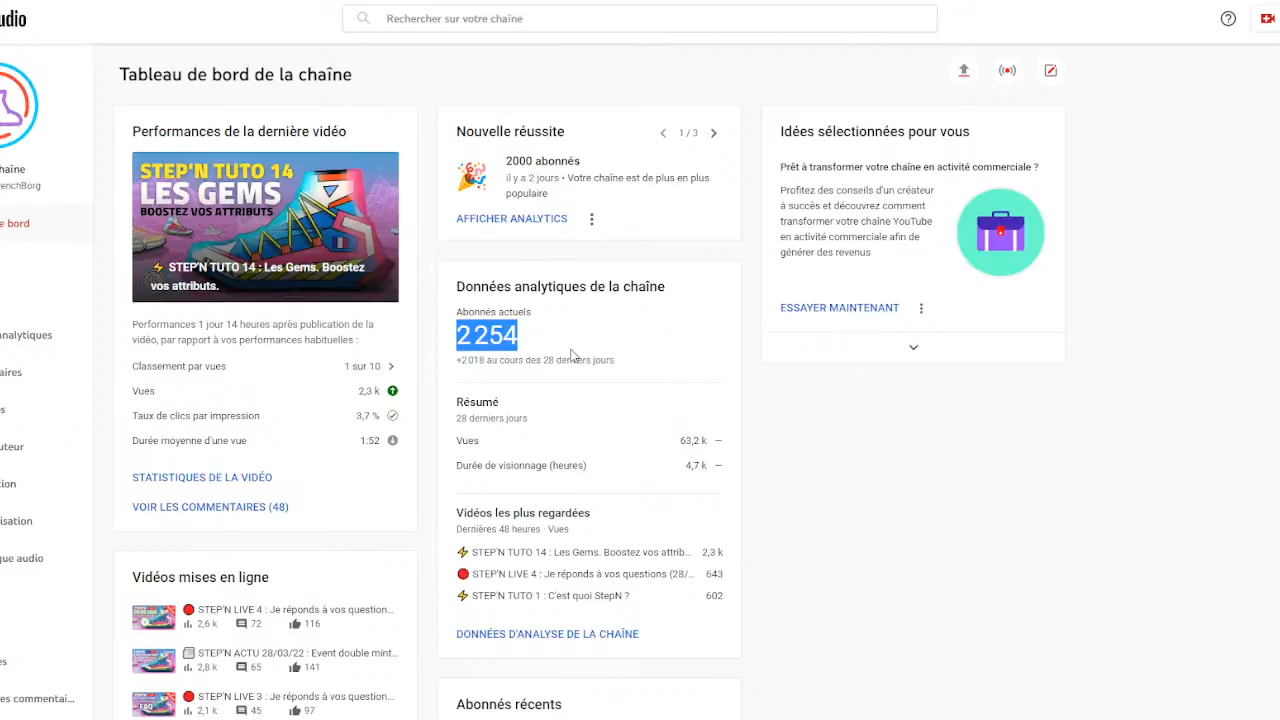 udio
Rechercher sur votre chaîne
Tableau de bord de la chaîne
haîne
renchBorg
e bord
nalytiques
aires
s
uteur
ion
isation
que audio
es
es commentai...
Performances de la dernière vidéo
STEP'N TUTO 14
LES GEMS
BOOSTEZ VOS ATTRIBUTS
⚡ STEP'N TUTO 14 : Les Gems. Boostez
vos attributs.
Performances 1 jour 14 heures après publication de la
vidéo, par rapport à vos performances habituelles :
Classement par vues 1 sur 10
Vues 2,3 k
Taux de clics par impression 3,7 %
Durée moyenne d'une vue 1:52
STATISTIQUES DE LA VIDÉO
VOIR LES COMMENTAIRES (48)
Vidéos mises en ligne
🔴 STEP'N LIVE 4 : Je réponds à vos question...
2,6 k 72 116
STEP'N ACTU 28/03/22 : Event double mint...
2,8 k 65 141
🔴 STEP'N LIVE 3 : Je réponds à vos question...
2,1 k 45 97
Nouvelle réussite
1 / 3
2000 abonnés
il y a 2 jours • Votre chaîne est de plus en plus
populaire
AFFICHER ANALYTICS
Données analytiques de la chaîne
Abonnés actuels
2 254
+2 018 au cours des 28 derniers jours
Résumé
28 derniers jours
Vues 63,2 k —
Durée de visionnage (heures) 4,7 k —
Vidéos les plus regardées
Dernières 48 heures · Vues
⚡ STEP'N TUTO 14 : Les Gems. Boostez vos attrib... 2,3 k
🔴 STEP'N LIVE 4 : Je réponds à vos questions (28/... 643
⚡ STEP'N TUTO 1 : C'est quoi StepN ? 602
DONNÉES D'ANALYSE DE LA CHAÎNE
Abonnés récents
Idées sélectionnées pour vous
Prêt à transformer votre chaîne en activité commerciale ?
Profitez des conseils d'un créateur
à succès et découvrez comment
transformer votre chaîne YouTube
en activité commerciale afin de
générer des revenus
ESSAYER MAINTENANT